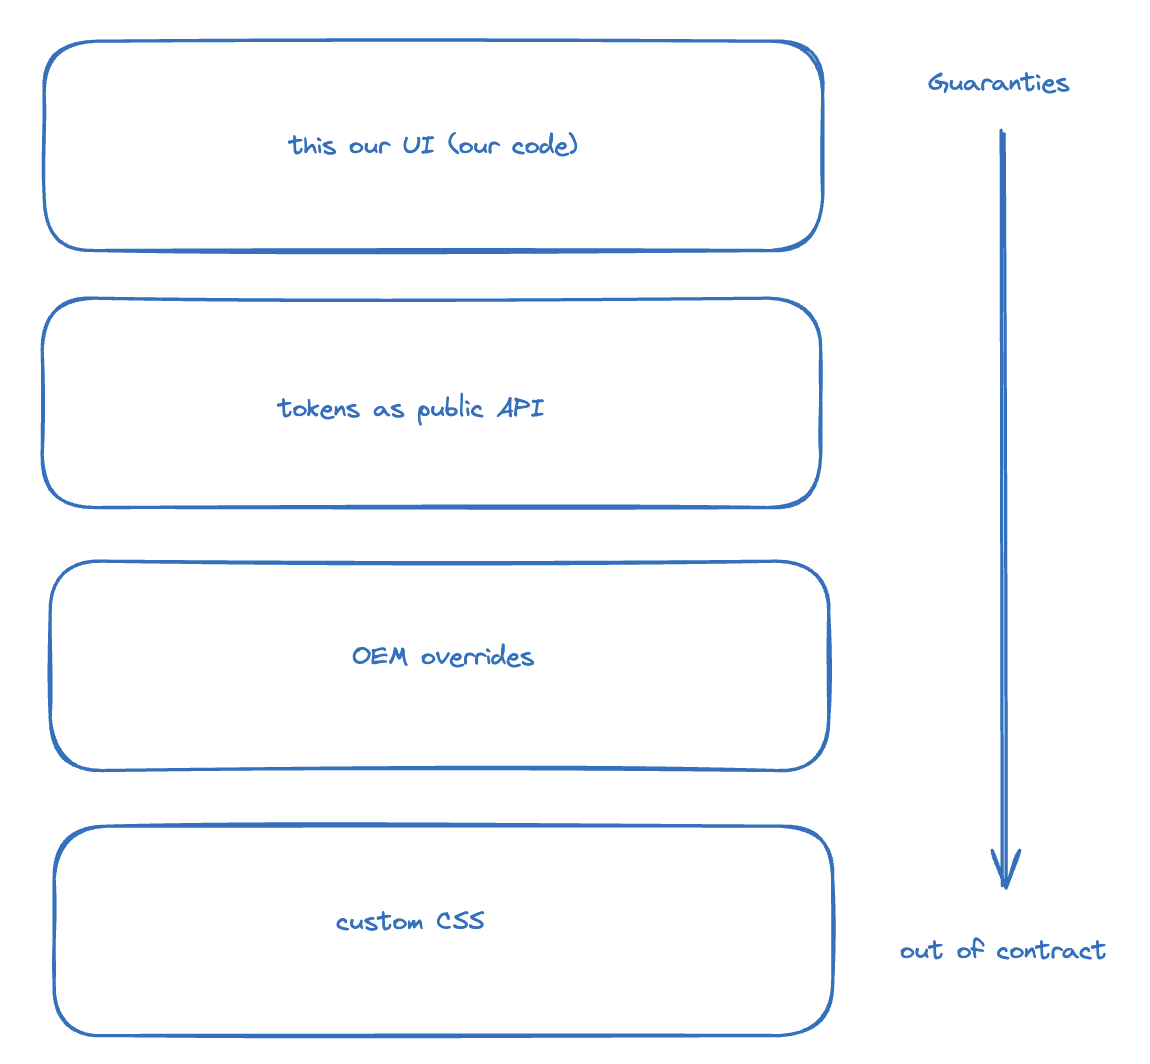 Guaranties
this our UI (our code)
tokens as public API
OEM overrides
custom CSS
out of contract